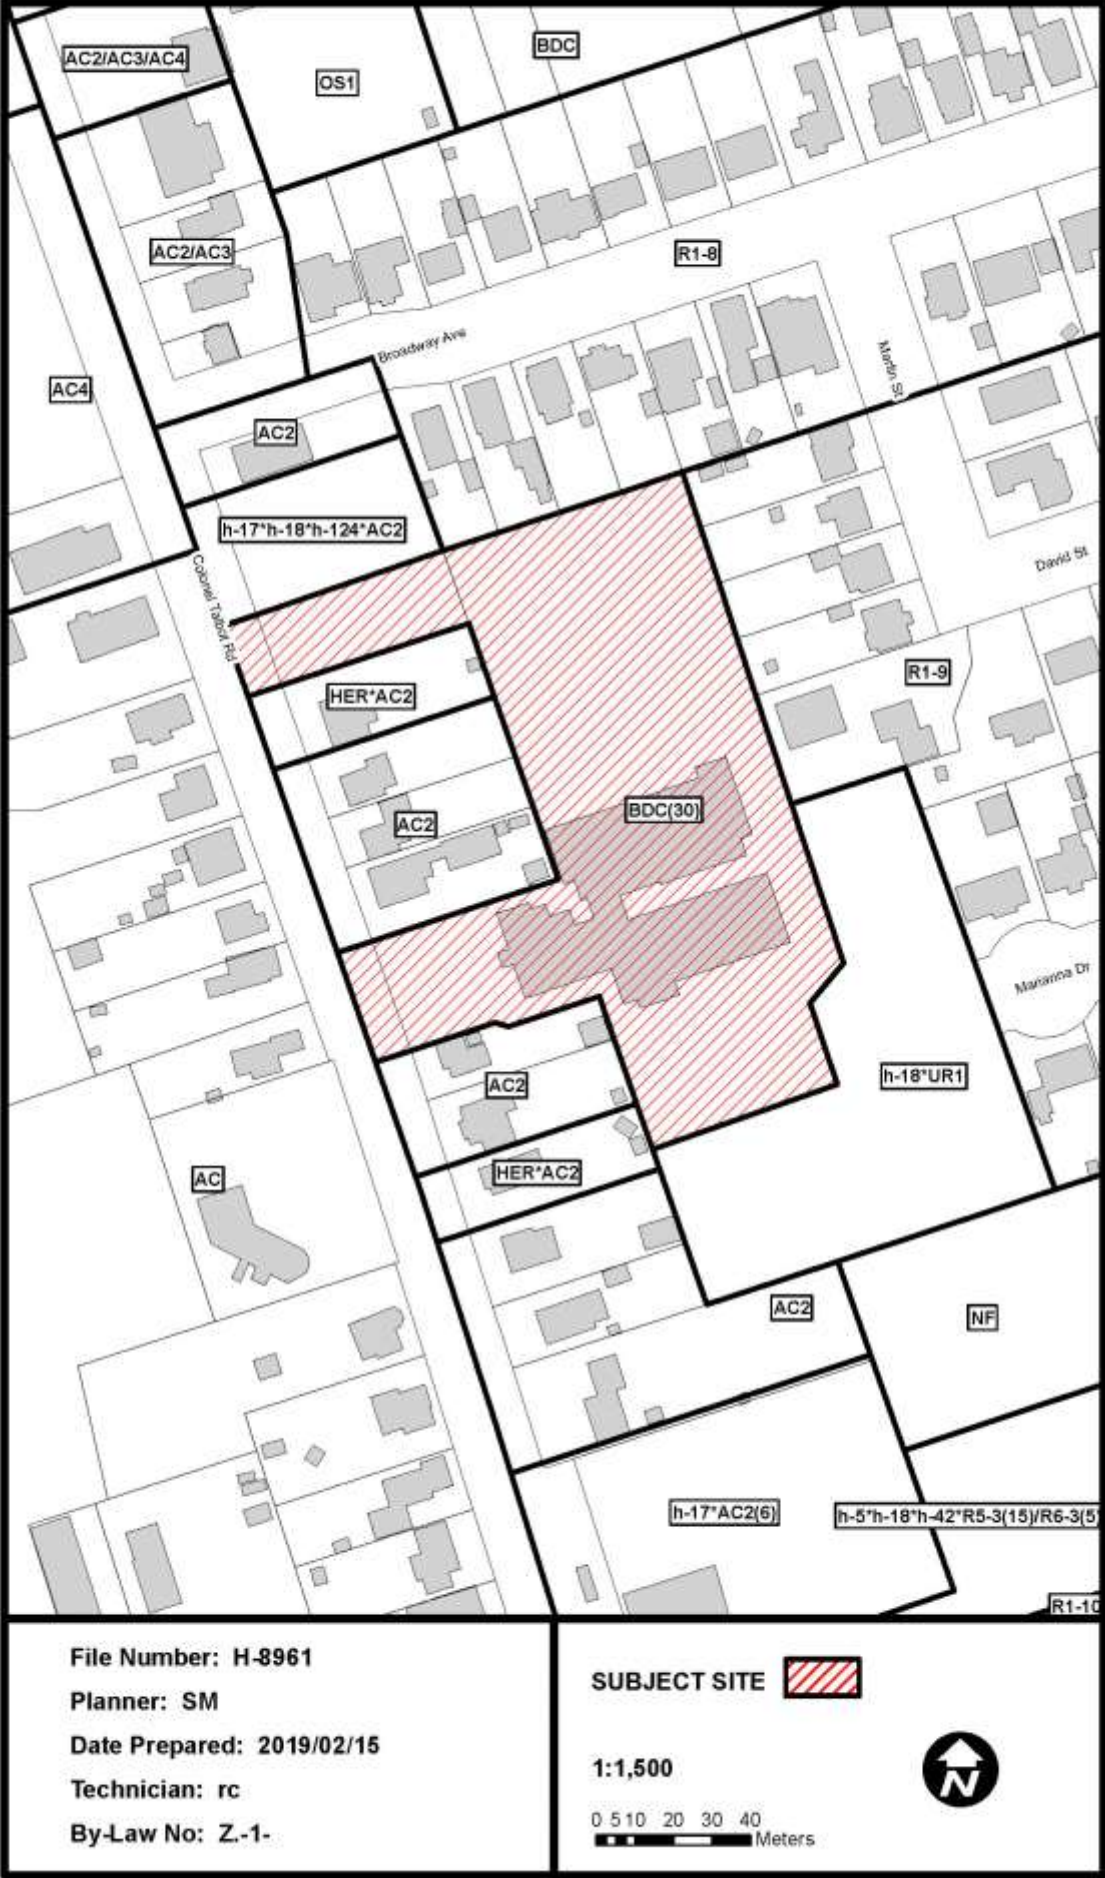 AC2/AC3/AC4
OS1
BDC
AC2/AC3
R1-8
Broadway Ave
Martin St
AC4
AC2
h-17*h-18*h-124*AC2
Colonel Talbot Rd
David St
HER*AC2
R1-9
AC2
BDC(30)
Marianna Dr
AC2
h-18*UR1
AC
HER*AC2
AC2
NF
h-17*AC2(6)
h-5*h-18*h-42*R5-3(15)/R6-3(5)
R1-10
File Number: H-8961
Planner: SM
Date Prepared: 2019/02/15
Technician: rc
By-Law No: Z.-1-
SUBJECT SITE
1:1,500
0 5 10 20 30 40
Meters
N